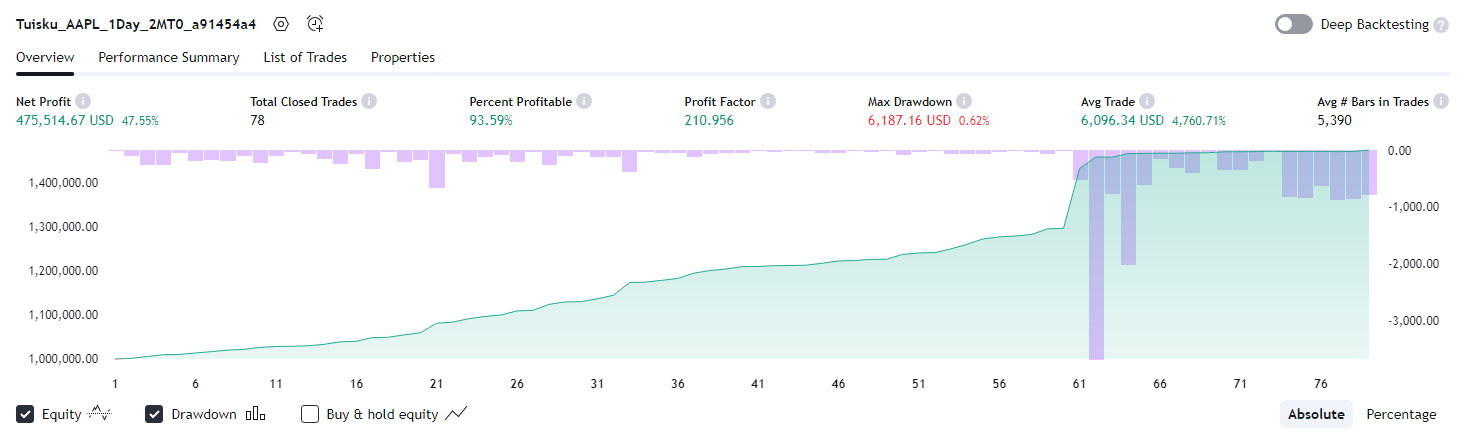 Tuisku_AAPL_1Day_2MT0_a91454a4 Deep Backtesting ?
Overview Performance Summary List of Trades Properties
Net Profit i Total Closed Trades i Percent Profitable i Profit Factor i Max Drawdown i Avg Trade i Avg # Bars in Trades i
475,514.67 USD 47.55% 78 93.59% 210.956 6,187.16 USD 0.62% 6,096.34 USD 4,760.71% 5,390
0.00
1,400,000.00
-1,000.00
1,300,000.00
-2,000.00
1,200,000.00
1,100,000.00 -3,000.00
1,000,000.00
1 6 11 16 21 26 31 36 41 46 51 56 61 66 71 76
Equity Drawdown Buy & hold equity Absolute Percentage